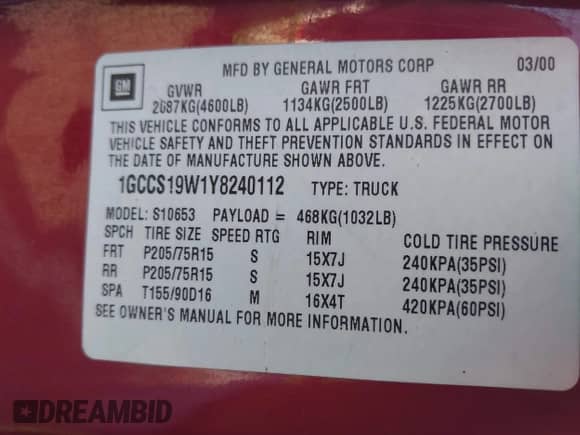 MFD BY GENERAL MOTORS CORP 03/00
GM
GVWR GAWR FRT GAWR RR
2087KG(4600LB) 1134KG(2500LB) 1225KG(2700LB)
THIS VEHICLE CONFORMS TO ALL APPLICABLE U.S. FEDERAL MOTOR
VEHICLE SAFETY AND THEFT PREVENTION STANDARDS IN EFFECT ON
THE DATE OF MANUFACTURE SHOWN ABOVE.
1GCCS19W1Y8240112 TYPE: TRUCK
MODEL: S10653 PAYLOAD = 468KG(1032LB)
SPCH TIRE SIZE SPEED RTG RIM COLD TIRE PRESSURE
FRT P205/75R15 S 15X7J 240KPA(35PSI)
RR P205/75R15 S 15X7J 240KPA(35PSI)
SPA T155/90D16 M 16X4T 420KPA(60PSI)
SEE OWNER'S MANUAL FOR MORE INFORMATION.
DREAMBID